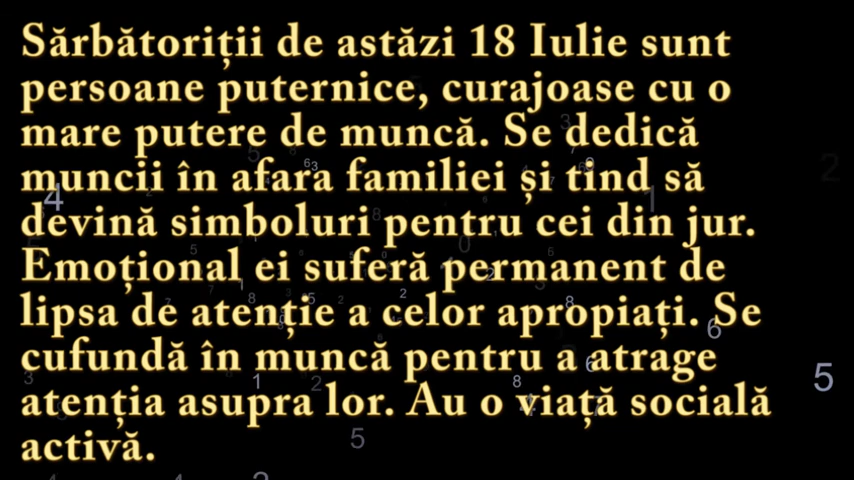 Sărbătoriții de astăzi 18 Iulie sunt
persoane puternice, curajoase cu o
mare putere de muncă. Se dedică
muncii în afara familiei și tind să
devină simboluri pentru cei din jur.
Emoțional ei suferă permanent de
lipsa de atenție a celor apropiați. Se
cufundă în muncă pentru a atrage
atenția asupra lor. Au o viață socială
activă.